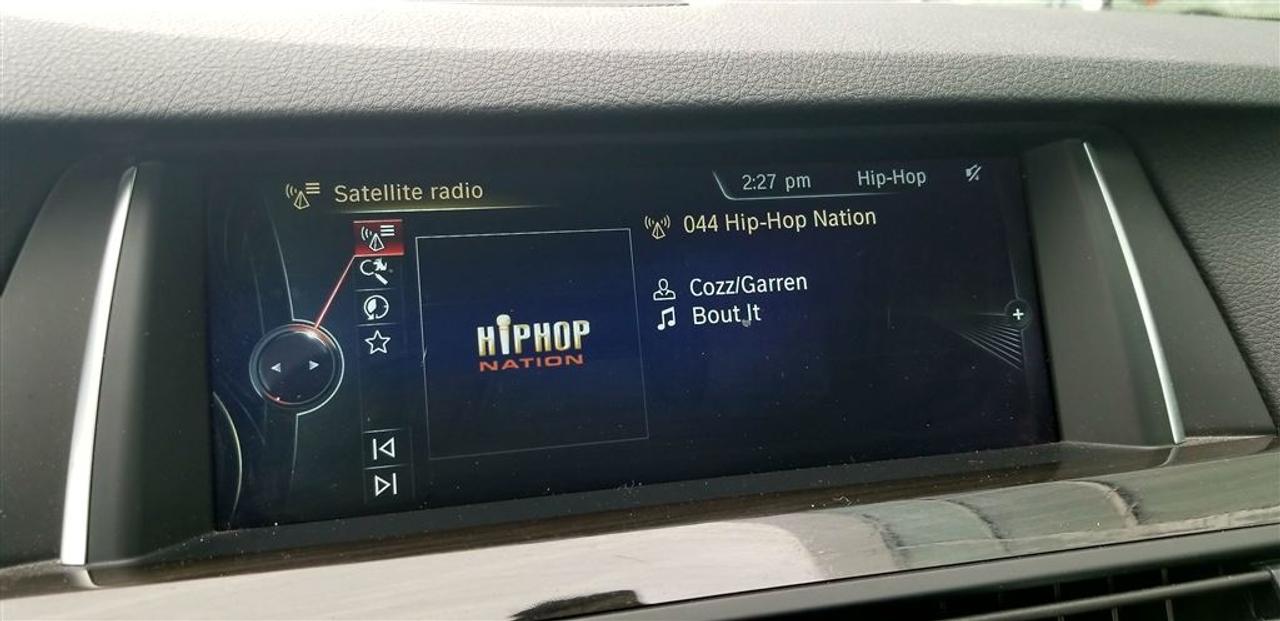 Satellite radio
2:27 pm
Hip-Hop
044 Hip-Hop Nation
Cozz/Garren
Bout It
HIPHOP
NATION